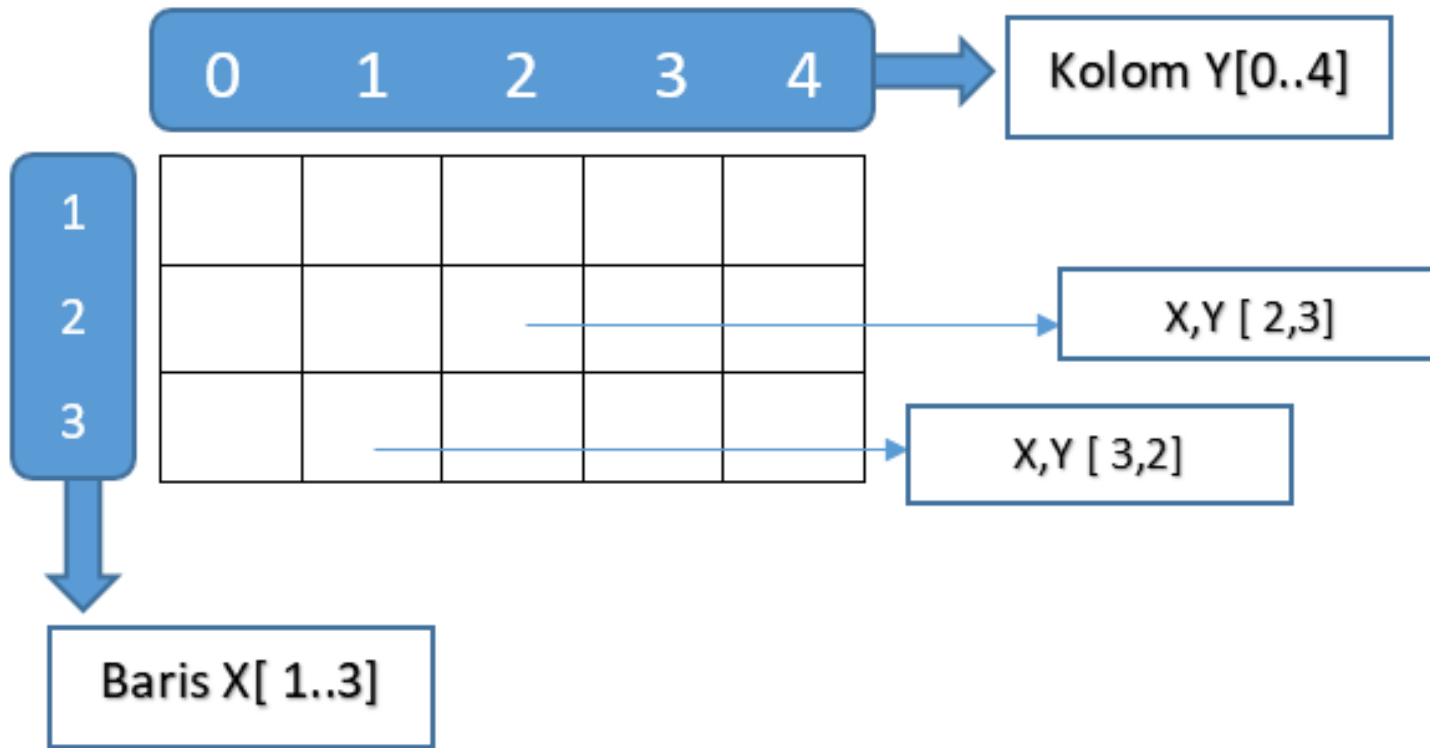 0 1 2 3 4
Kolom Y[0..4]
1
2
3
X,Y [ 2,3]
X,Y [ 3,2]
Baris X[ 1..3]